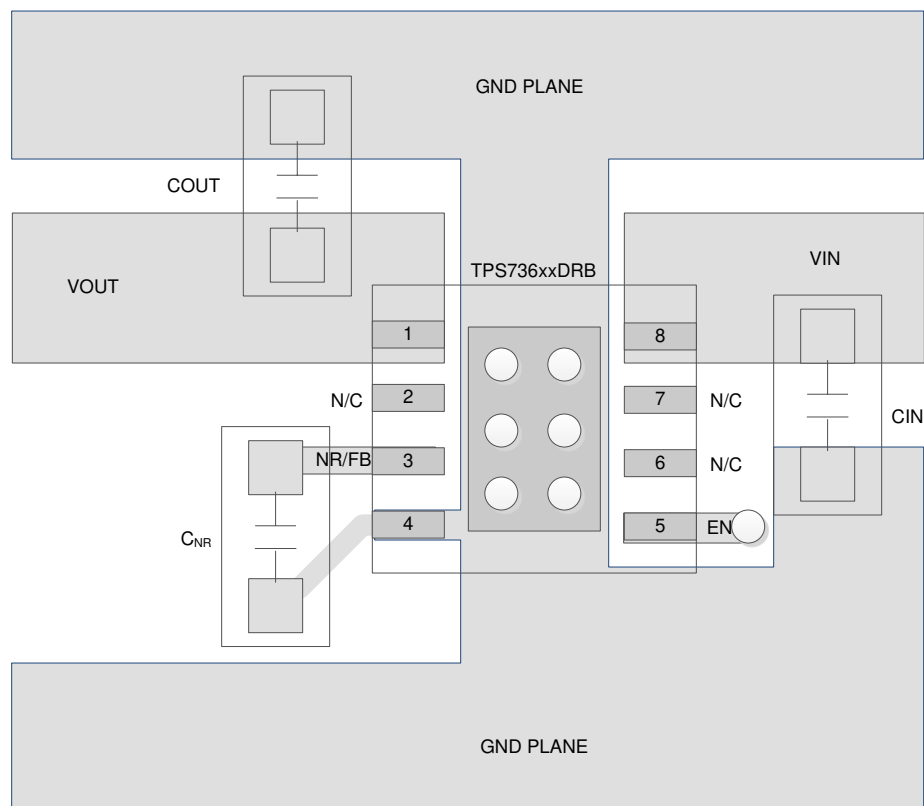 GND PLANE
COUT
TPS736xxDRB
VIN
VOUT
1
8
N/C
2
7
N/C
CIN
NR/FB
3
6
N/C
4
5
EN
CNR
GND PLANE